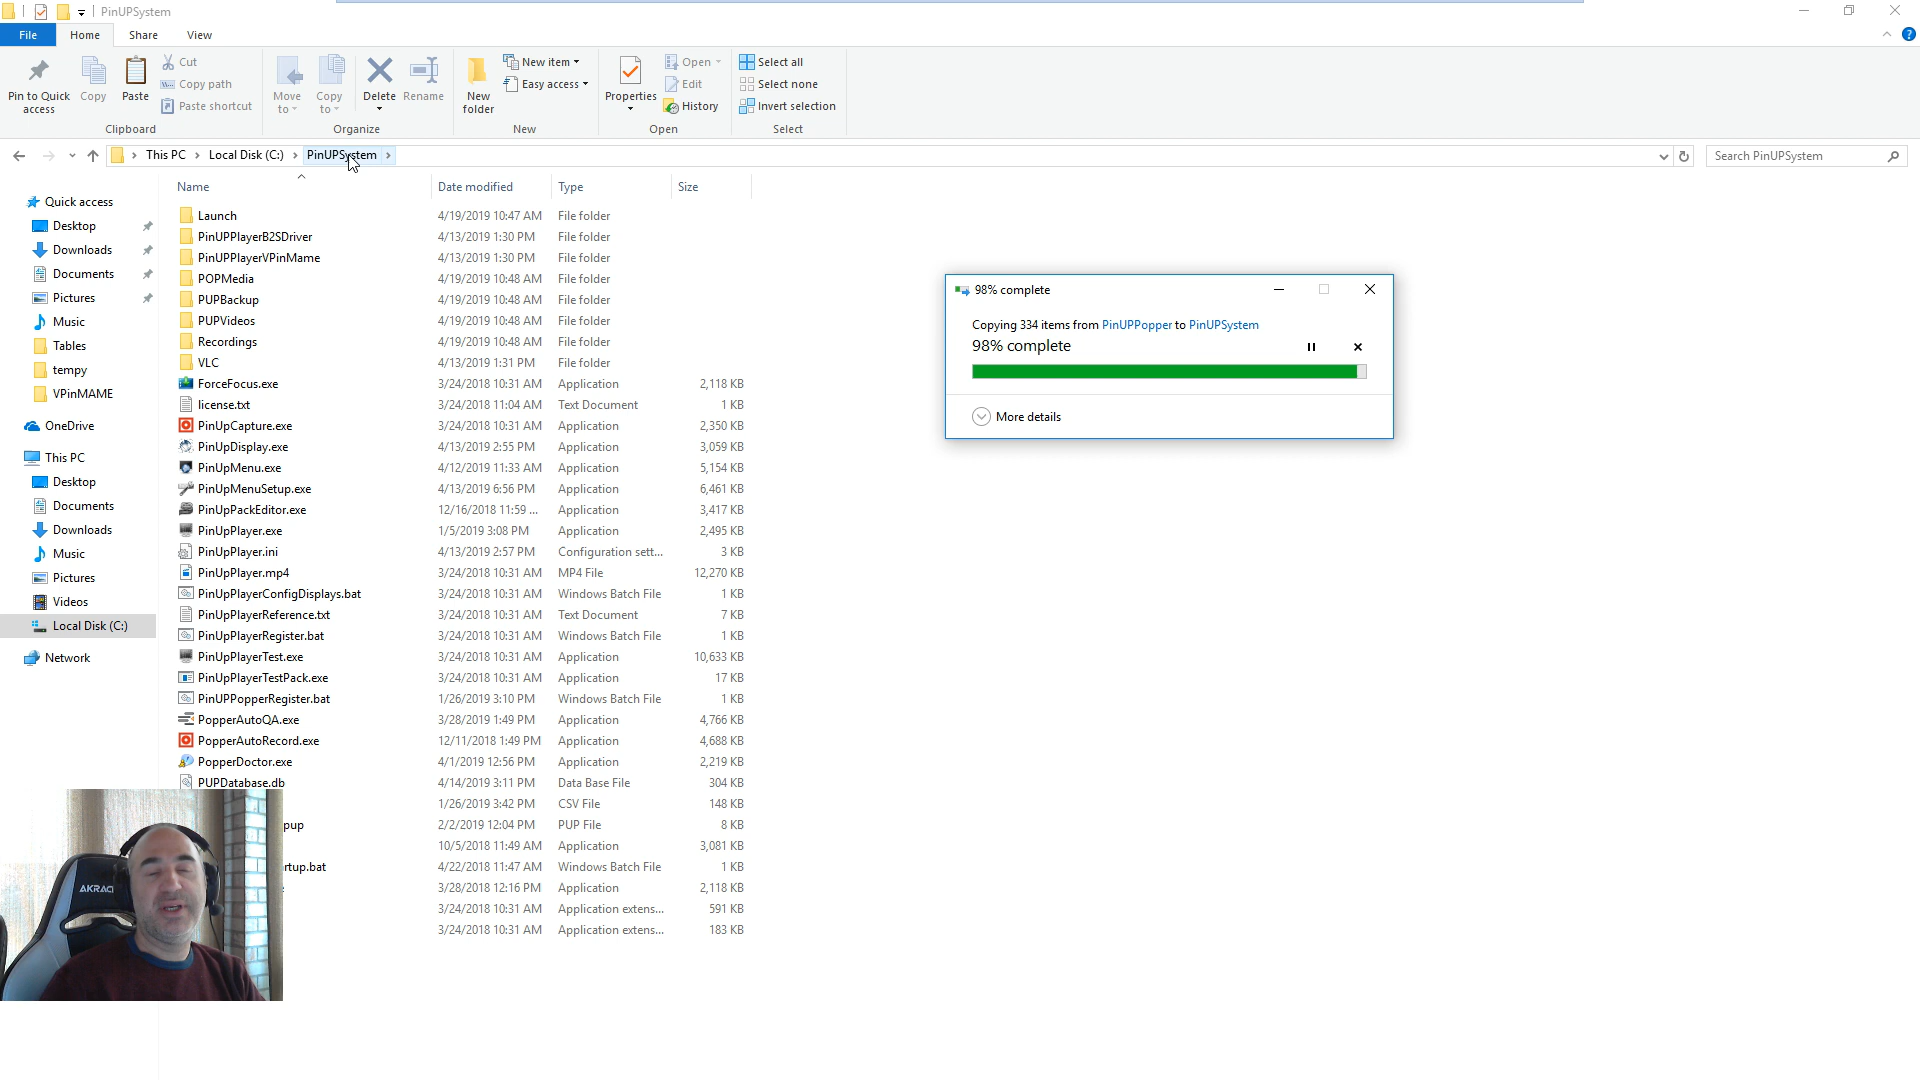 PinUPSystem
File Home Share View
Pin to Quick access
Copy
Paste
Cut
Copy path
Paste shortcut
Clipboard
Move to
Copy to
Delete
Rename
Organize
New folder
New item
Easy access
New
Properties
Open
Edit
History
Open
Select all
Select none
Invert selection
Select
This PC > Local Disk (C:) > PinUPSystem >
Search PinUPSystem
Quick access
Desktop
Downloads
Documents
Pictures
Music
Tables
tempy
VPinMAME
OneDrive
This PC
Desktop
Documents
Downloads
Music
Pictures
Videos
Local Disk (C:)
Network
Name Date modified Type Size
Launch 4/19/2019 10:47 AM File folder
PinUPPlayerB2SDriver 4/13/2019 1:30 PM File folder
PinUPPlayerVPinMame 4/13/2019 1:30 PM File folder
POPMedia 4/19/2019 10:48 AM File folder
PUPBackup 4/19/2019 10:48 AM File folder
PUPVideos 4/19/2019 10:48 AM File folder
Recordings 4/19/2019 10:48 AM File folder
VLC 4/13/2019 1:31 PM File folder
ForceFocus.exe 3/24/2018 10:31 AM Application 2,118 KB
license.txt 3/24/2018 11:04 AM Text Document 1 KB
PinUpCapture.exe 3/24/2018 10:31 AM Application 2,350 KB
PinUpDisplay.exe 4/13/2019 2:55 PM Application 3,059 KB
PinUpMenu.exe 4/12/2019 11:33 AM Application 5,154 KB
PinUpMenuSetup.exe 4/13/2019 6:56 PM Application 6,461 KB
PinUpPackEditor.exe 12/16/2018 11:59 ... Application 3,417 KB
PinUpPlayer.exe 1/5/2019 3:08 PM Application 2,495 KB
PinUpPlayer.ini 4/13/2019 2:57 PM Configuration sett... 3 KB
PinUpPlayer.mp4 3/24/2018 10:31 AM MP4 File 12,270 KB
PinUpPlayerConfigDisplays.bat 3/24/2018 10:31 AM Windows Batch File 1 KB
PinUpPlayerReference.txt 3/24/2018 10:31 AM Text Document 7 KB
PinUpPlayerRegister.bat 3/24/2018 10:31 AM Windows Batch File 1 KB
PinUpPlayerTest.exe 3/24/2018 10:31 AM Application 10,633 KB
PinUpPlayerTestPack.exe 3/24/2018 10:31 AM Application 17 KB
PinUPPopperRegister.bat 1/26/2019 3:10 PM Windows Batch File 1 KB
PopperAutoQA.exe 3/28/2019 1:49 PM Application 4,766 KB
PopperAutoRecord.exe 12/11/2018 1:49 PM Application 4,688 KB
PopperDoctor.exe 4/1/2019 12:56 PM Application 2,219 KB
PUPDatabase.db 4/14/2019 3:11 PM Data Base File 304 KB
1/26/2019 3:42 PM CSV File 148 KB
pup 2/2/2019 12:04 PM PUP File 8 KB
10/5/2018 11:49 AM Application 3,081 KB
rtup.bat 4/22/2018 11:47 AM Windows Batch File 1 KB
3/28/2018 12:16 PM Application 2,118 KB
3/24/2018 10:31 AM Application extens... 591 KB
3/24/2018 10:31 AM Application extens... 183 KB
98% complete
Copying 334 items from PinUPPopper to PinUPSystem
98% complete
More details
AKRACI